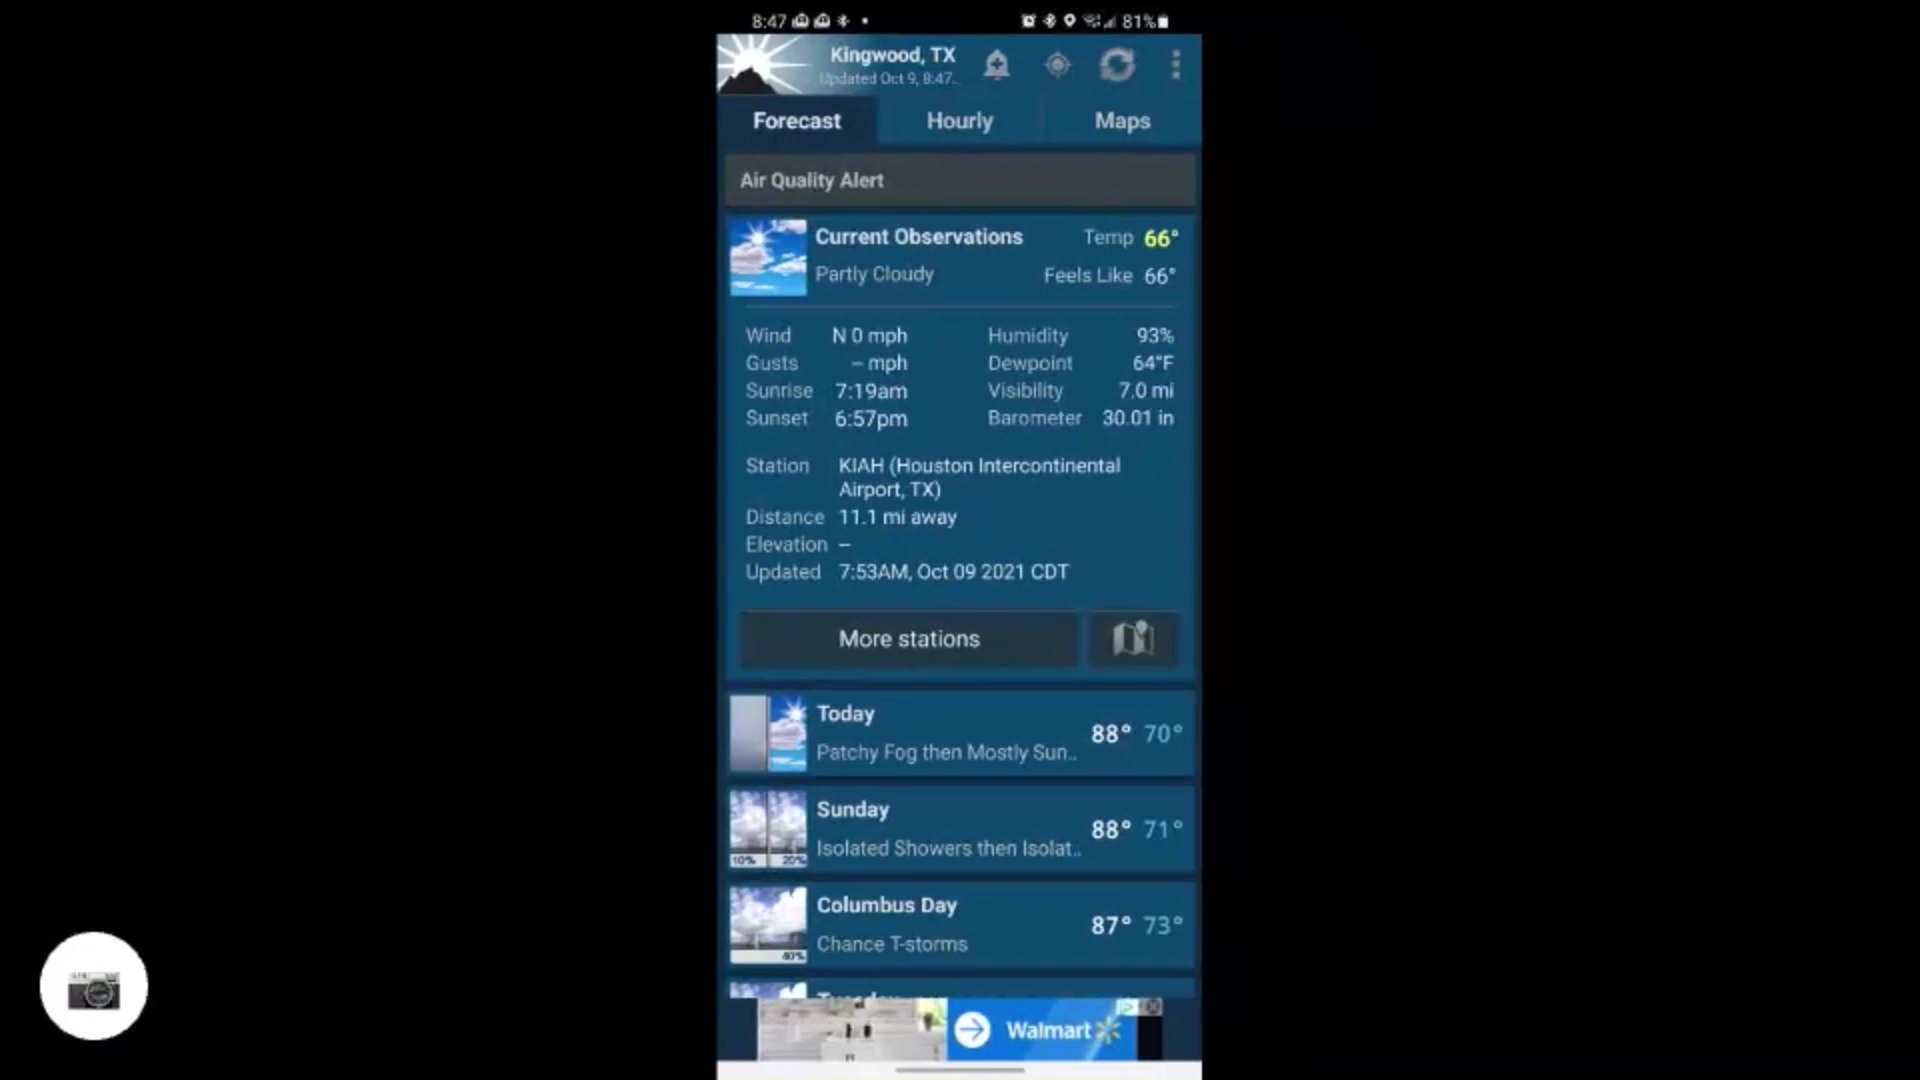 8:47 81%
Kingwood, TX
Updated Oct 9, 8:47..
Forecast Hourly Maps
Air Quality Alert
Current Observations Temp 66°
Partly Cloudy Feels Like 66°
Wind N 0 mph Humidity 93%
Gusts – mph Dewpoint 64°F
Sunrise 7:19am Visibility 7.0 mi
Sunset 6:57pm Barometer 30.01 in
Station KIAH (Houston Intercontinental
Airport, TX)
Distance 11.1 mi away
Elevation –
Updated 7:53AM, Oct 09 2021 CDT
More stations
Today 88° 70°
Patchy Fog then Mostly Sun..
Sunday 88° 71°
Isolated Showers then Isolat..
10% 20%
Columbus Day 87° 73°
Chance T-storms
40%
Tuesday
Walmart